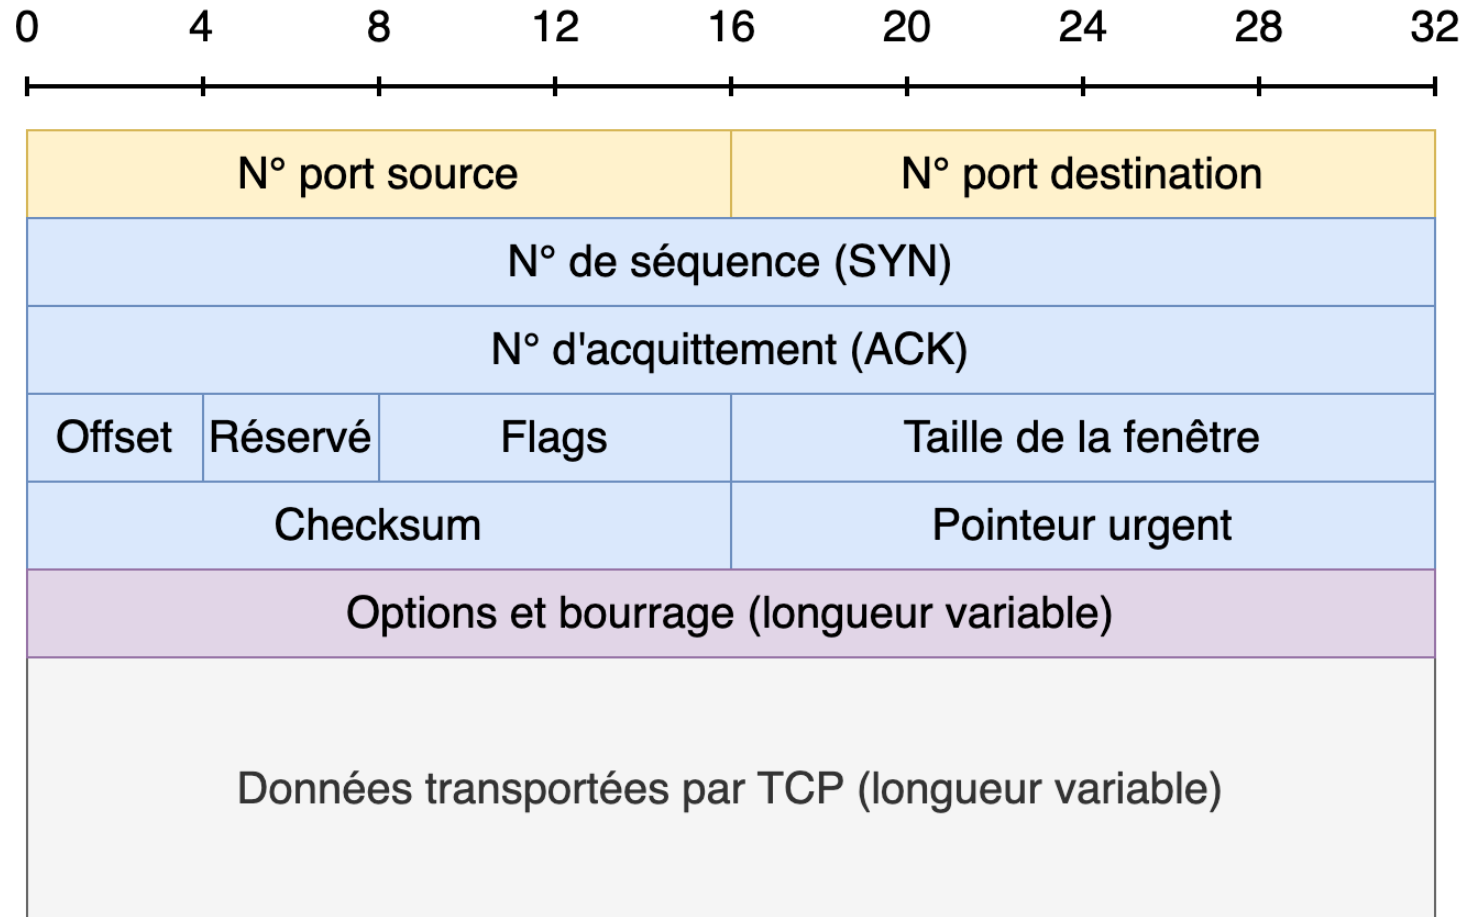 0 4 8 12 16 20 24 28 32
N° port source N° port destination
N° de séquence (SYN)
N° d'acquittement (ACK)
Offset Réservé Flags Taille de la fenêtre
Checksum Pointeur urgent
Options et bourrage (longueur variable)
Données transportées par TCP (longueur variable)